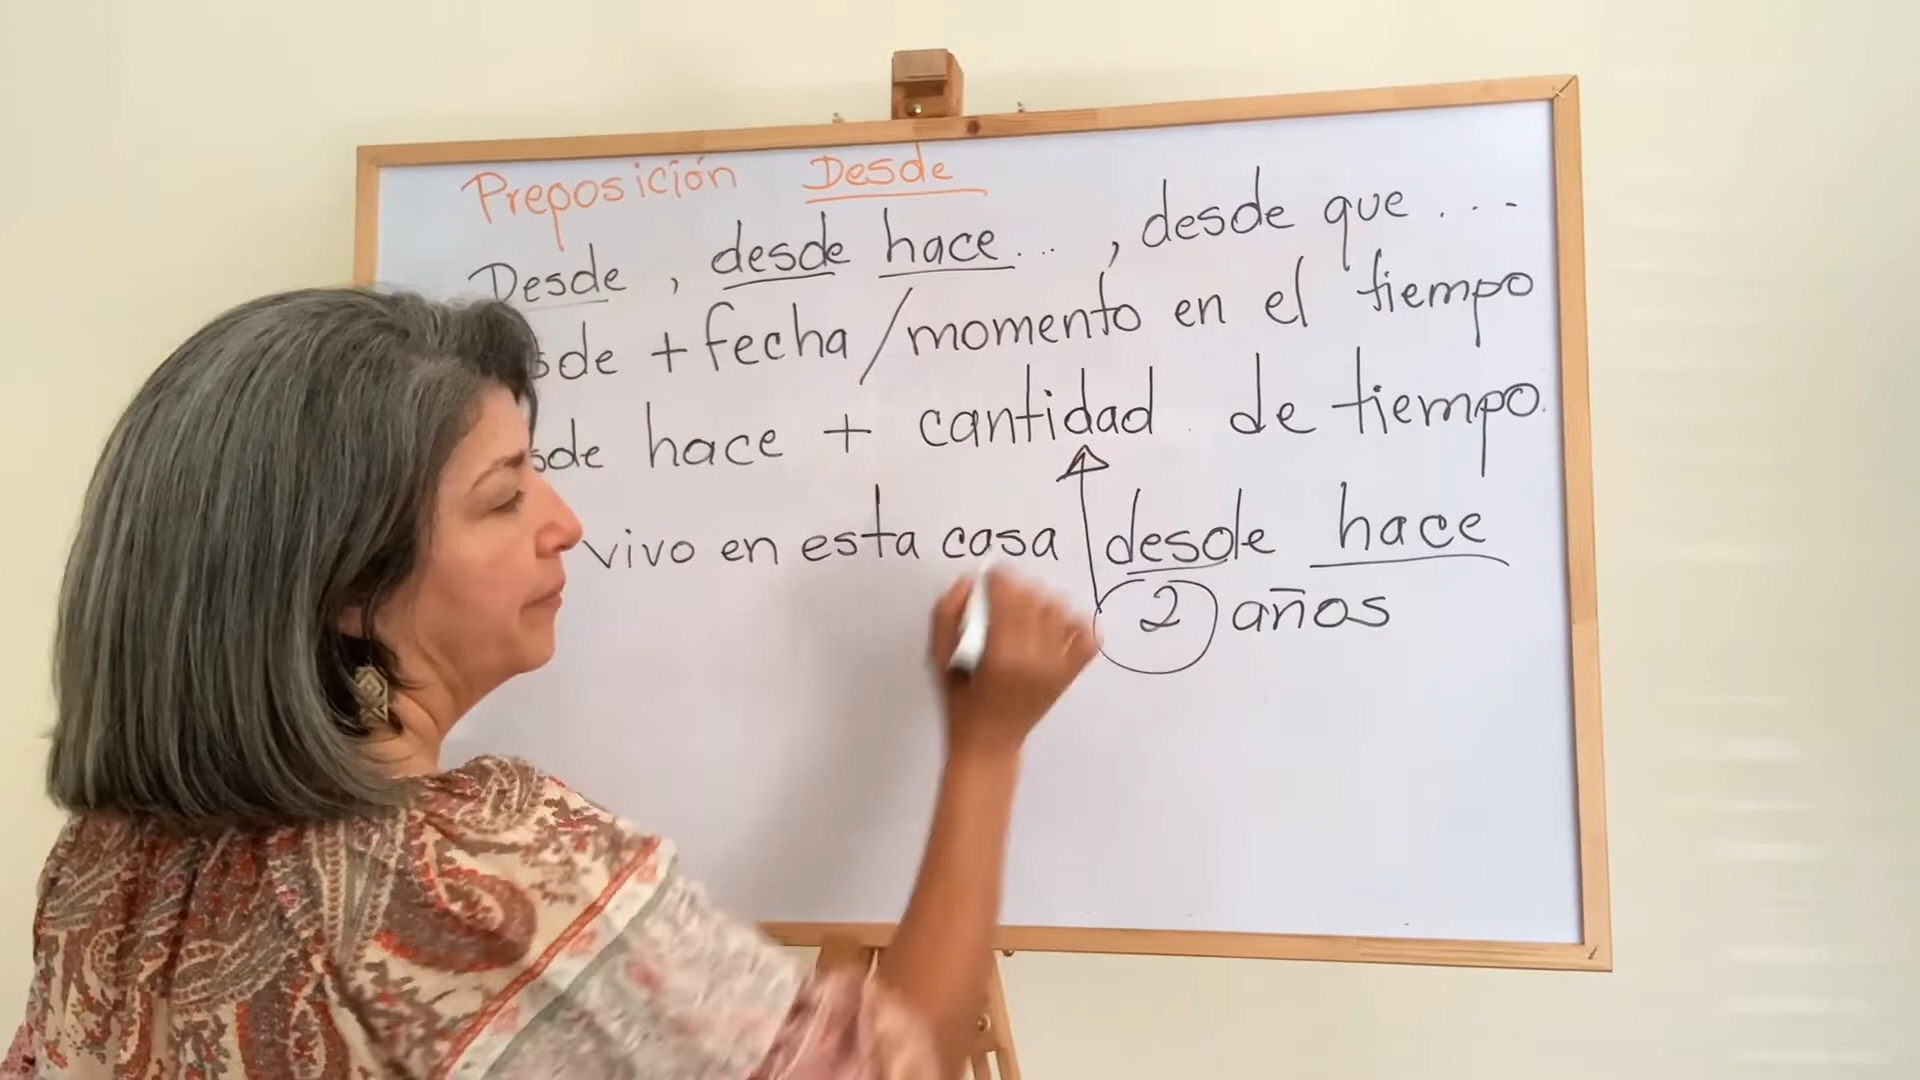 Preposición Desde
Desde , desde hace... , desde que ....
sde + fecha/momento en el tiempo
sde hace + cantidad de tiempo.
vivo en esta casa desde hace
2 años